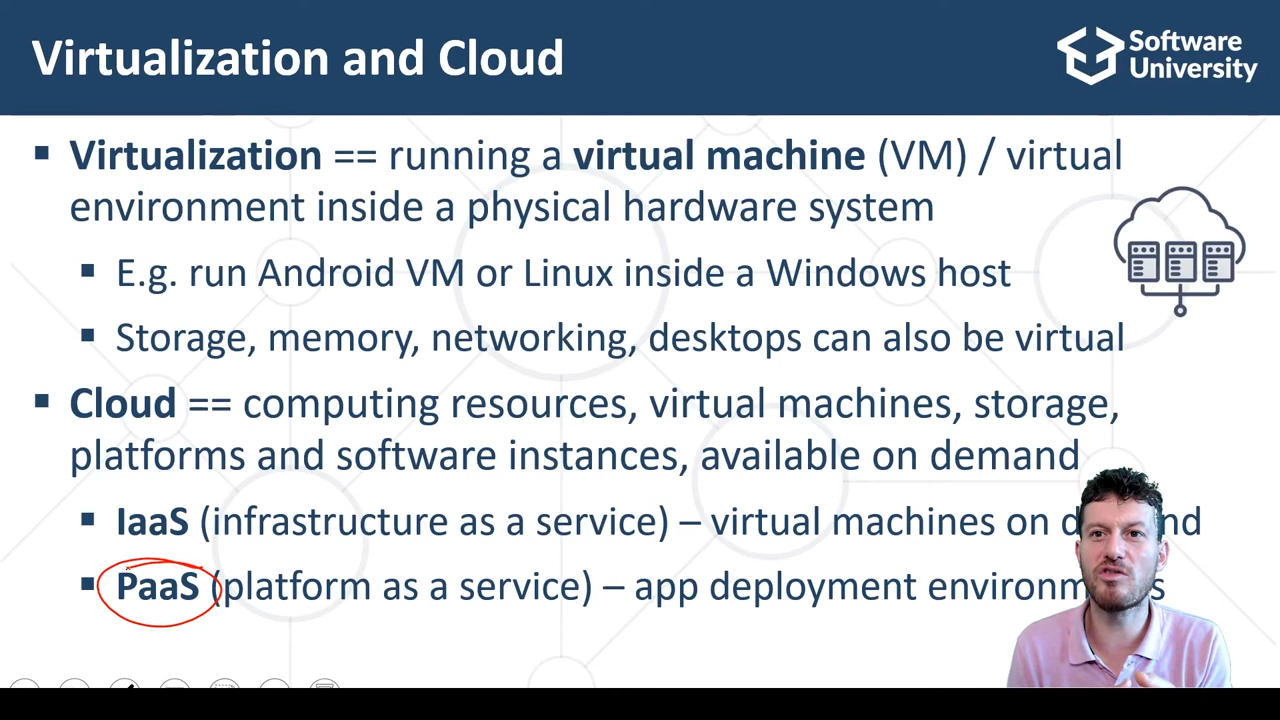 Virtualization and Cloud
Software
University
▪ Virtualization == running a virtual machine (VM) / virtual
environment inside a physical hardware system
▪ E.g. run Android VM or Linux inside a Windows host
▪ Storage, memory, networking, desktops can also be virtual
▪ Cloud == computing resources, virtual machines, storage,
platforms and software instances, available on demand
▪ IaaS (infrastructure as a service) – virtual machines on
▪ PaaS (platform as a service) – app deployment